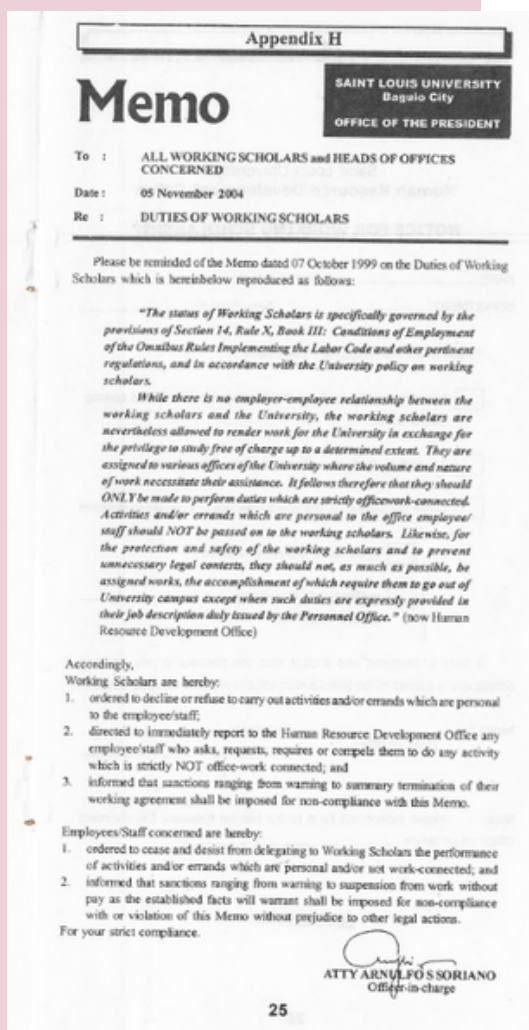 Appendix H
Memo
SAINT LOUIS UNIVERSITY
Baguio City
OFFICE OF THE PRESIDENT
To : ALL WORKING SCHOLARS and HEADS OF OFFICES
CONCERNED
Date : 05 November 2004
Re : DUTIES OF WORKING SCHOLARS
Please be reminded of the Memo dated 07 October 1999 on the Duties of Working
Scholars which is hereinbelow reproduced as follows:
"The status of Working Scholars is specifically governed by the
provisions of Section 14, Rule X, Book III: Conditions of Employment
of the Omnibus Rules Implementing the Labor Code and other pertinent
regulations, and in accordance with the University policy on working
scholars.
While there is no employer-employee relationship between the
working scholars and the University, the working scholars are
nevertheless allowed to render work for the University in exchange for
the privilege to study free of charge up to a determined extent. They are
assigned to various offices of the University where the volume and nature
of work necessitate their assistance. It follows therefore that they should
ONLY be made to perform duties which are strictly officework-connected.
Activities and/or errands which are personal to the office employee/
staff should NOT be passed on to the working scholars. Likewise, for
the protection and safety of the working scholars and to prevent
unnecessary legal contests, they should not, as much as possible, be
assigned works, the accomplishment of which require them to go out of
University campus except when such duties are expressly provided in
their job description duly issued by the Personnel Office." (now Human
Resource Development Office)
Accordingly,
Working Scholars are hereby:
1. ordered to decline or refuse to carry out activities and/or errands which are personal
to the employee/staff;
2. directed to immediately report to the Human Resource Development Office any
employee/staff who asks, requests, requires or compels them to do any activity
which is strictly NOT office-work connected; and
3. informed that sanctions ranging from warning to summary termination of their
working agreement shall be imposed for non-compliance with this Memo.
Employees/Staff concerned are hereby:
1. ordered to cease and desist from delegating to Working Scholars the performance
of activities and/or errands which are personal and/or not work-connected; and
2. informed that sanctions ranging from warning to suspension from work without
pay as the established facts will warrant shall be imposed for non-compliance
with or violation of this Memo without prejudice to other legal actions.
For your strict compliance.
ATTY ARNULFO S SORIANO
Officer-in-charge
25